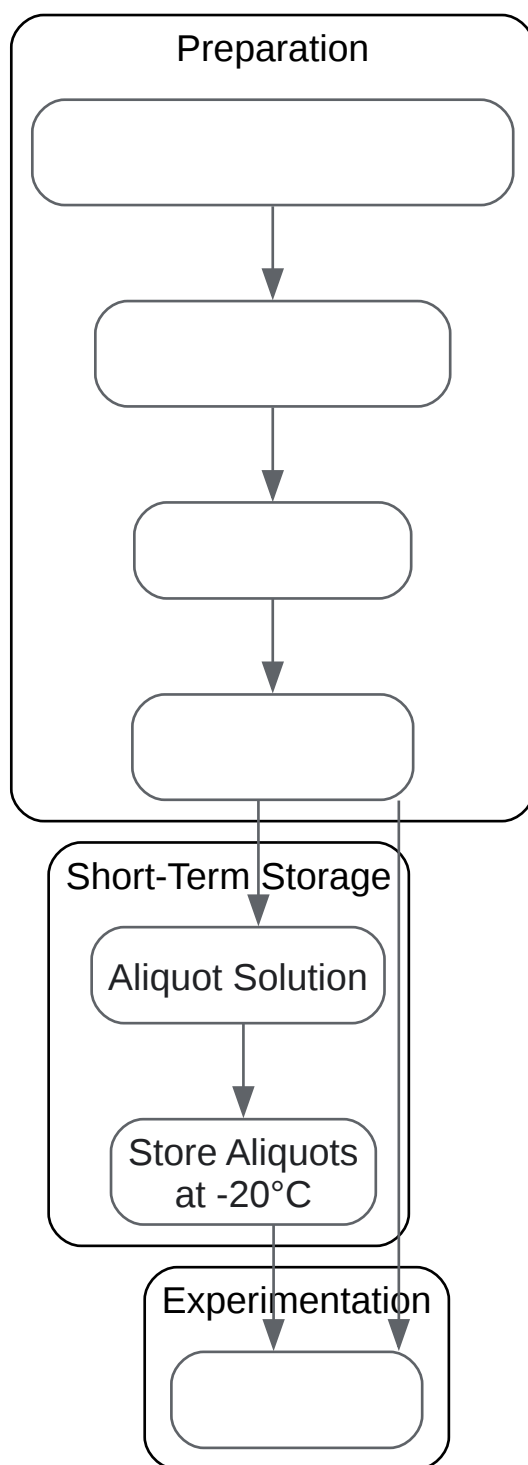 Preparation
Short-Term Storage
Aliquot Solution
Store Aliquots
at -20°C
Experimentation